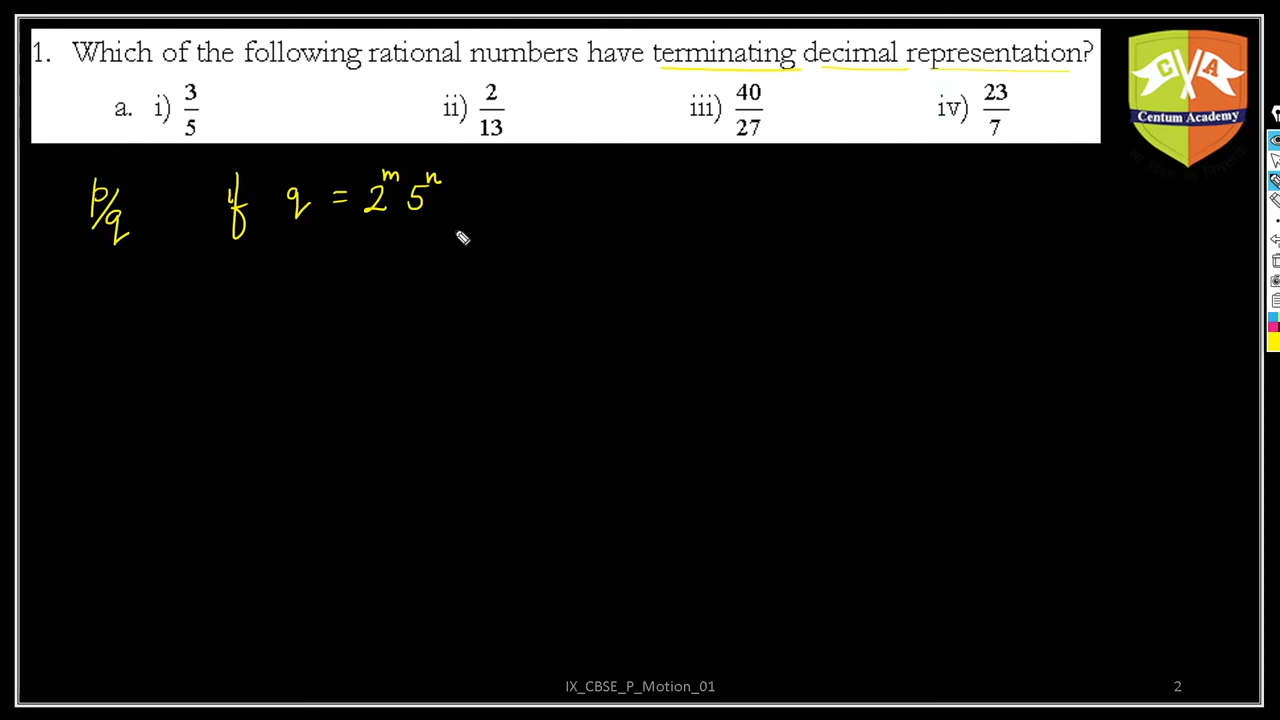 1. Which of the following rational numbers have terminating decimal representation?
a. i) 3/5 ii) 2/13 iii) 40/27 iv) 23/7
C A
Centum Academy
p/q if q = 2^m 5^n
IX_CBSE_P_Motion_01 2